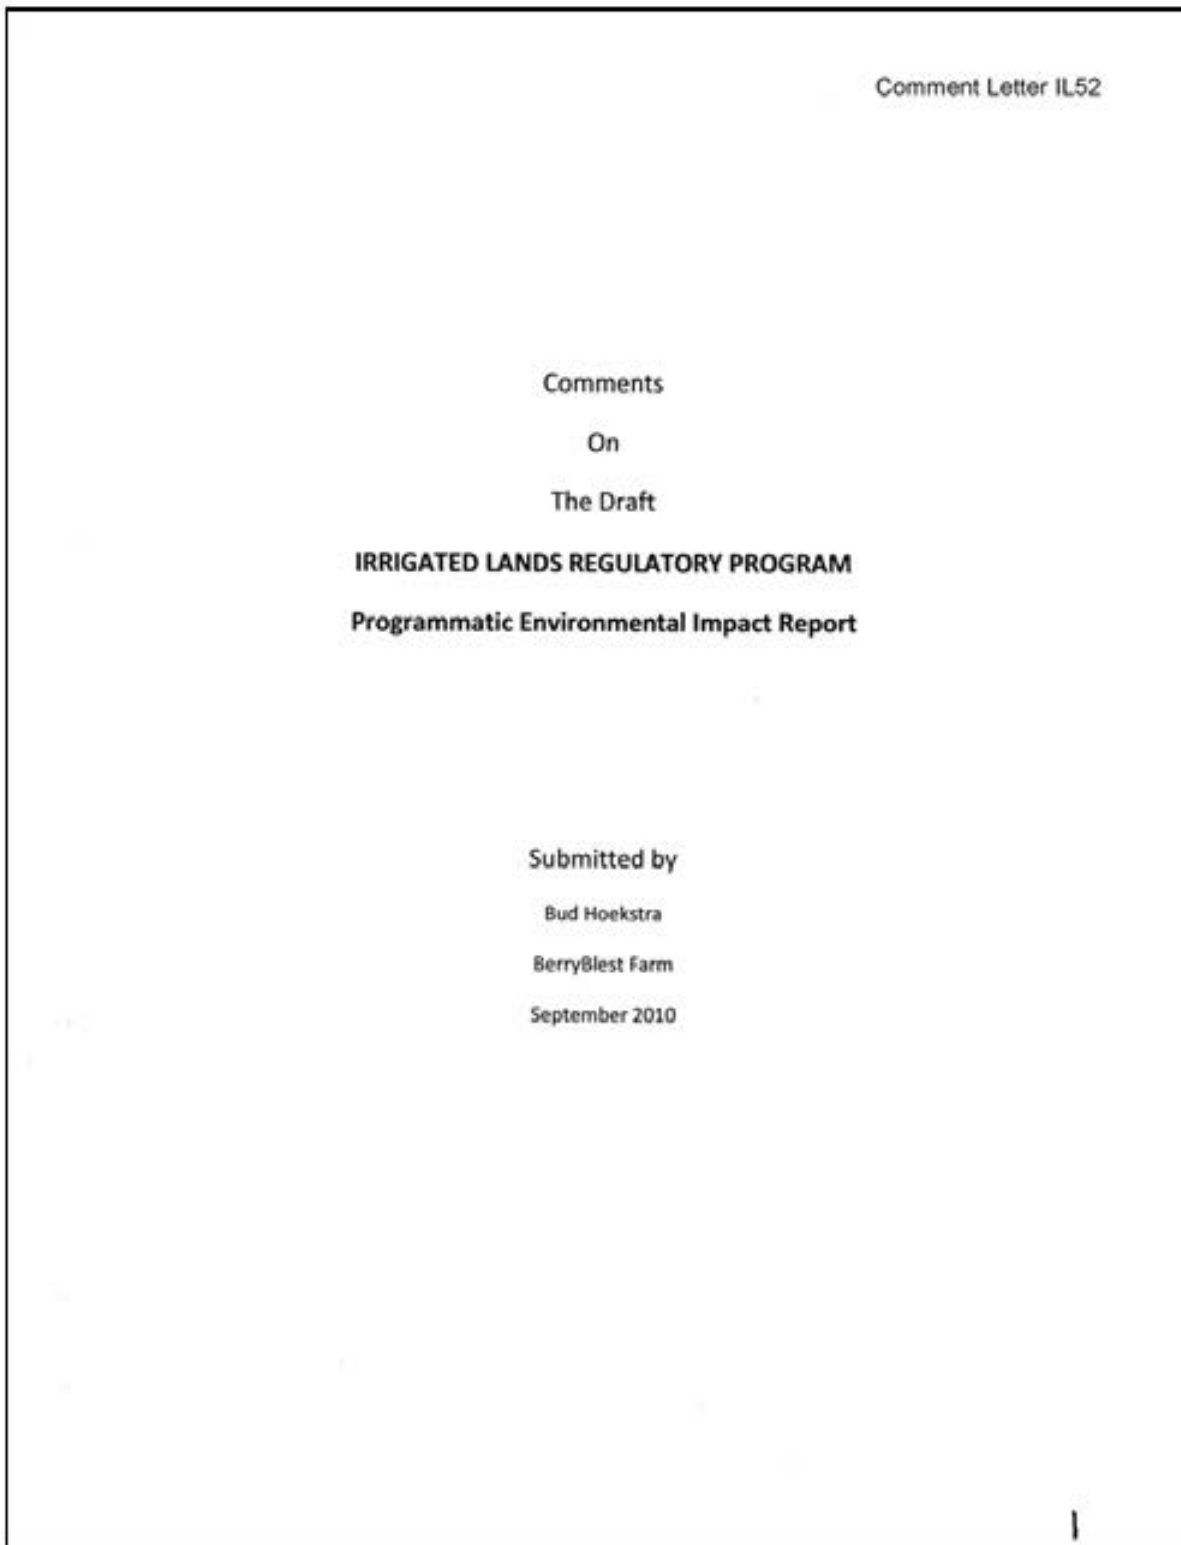 Comment Letter IL52
Comments
On
The Draft
IRRIGATED LANDS REGULATORY PROGRAM
Programmatic Environmental Impact Report
Submitted by
Bud Hoekstra
BerryBlest Farm
September 2010
1